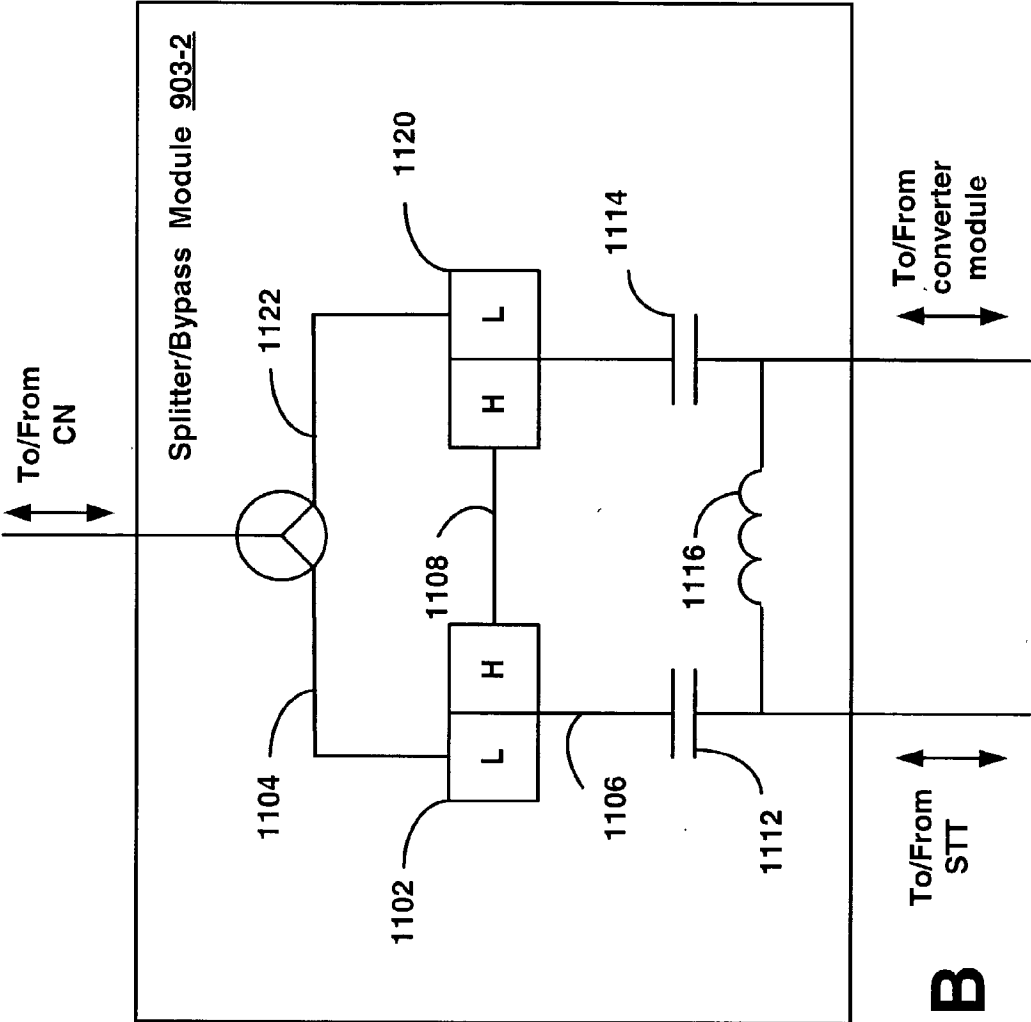 To/From
CN
Splitter/Bypass Module 903-2
1122
1104
1120
L
H
H
L
1108
1102
1106
1114
1116
1112
To/From
STT
To/From
converter
module
B